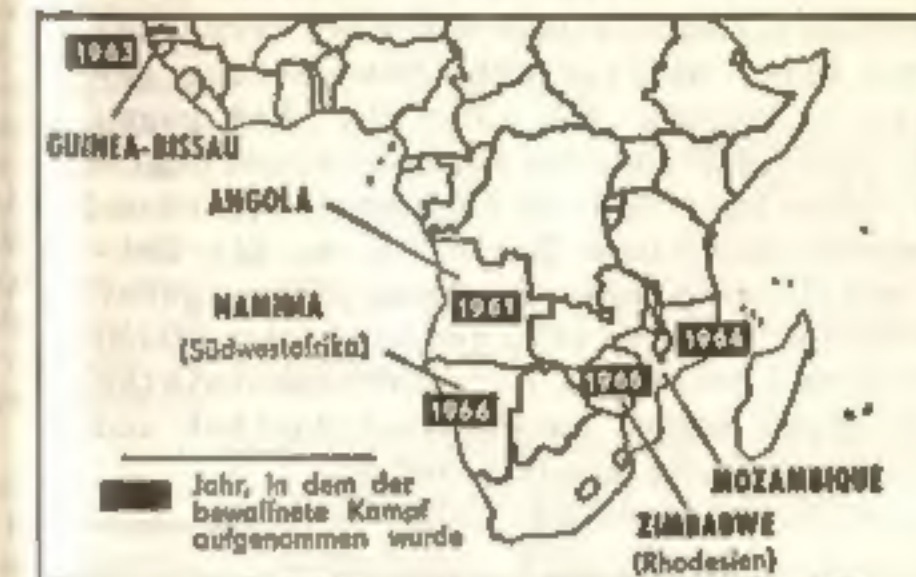 1963
GUINEA-BISSAU
ANGOLA
1961
NAMIBIA
(Südwestafrika)
1964
1966
MOZAMBIQUE
ZIMBABWE
(Rhodesien)
Jahr, in dem der
bewaffnete Kampf
aufgenommen wurde